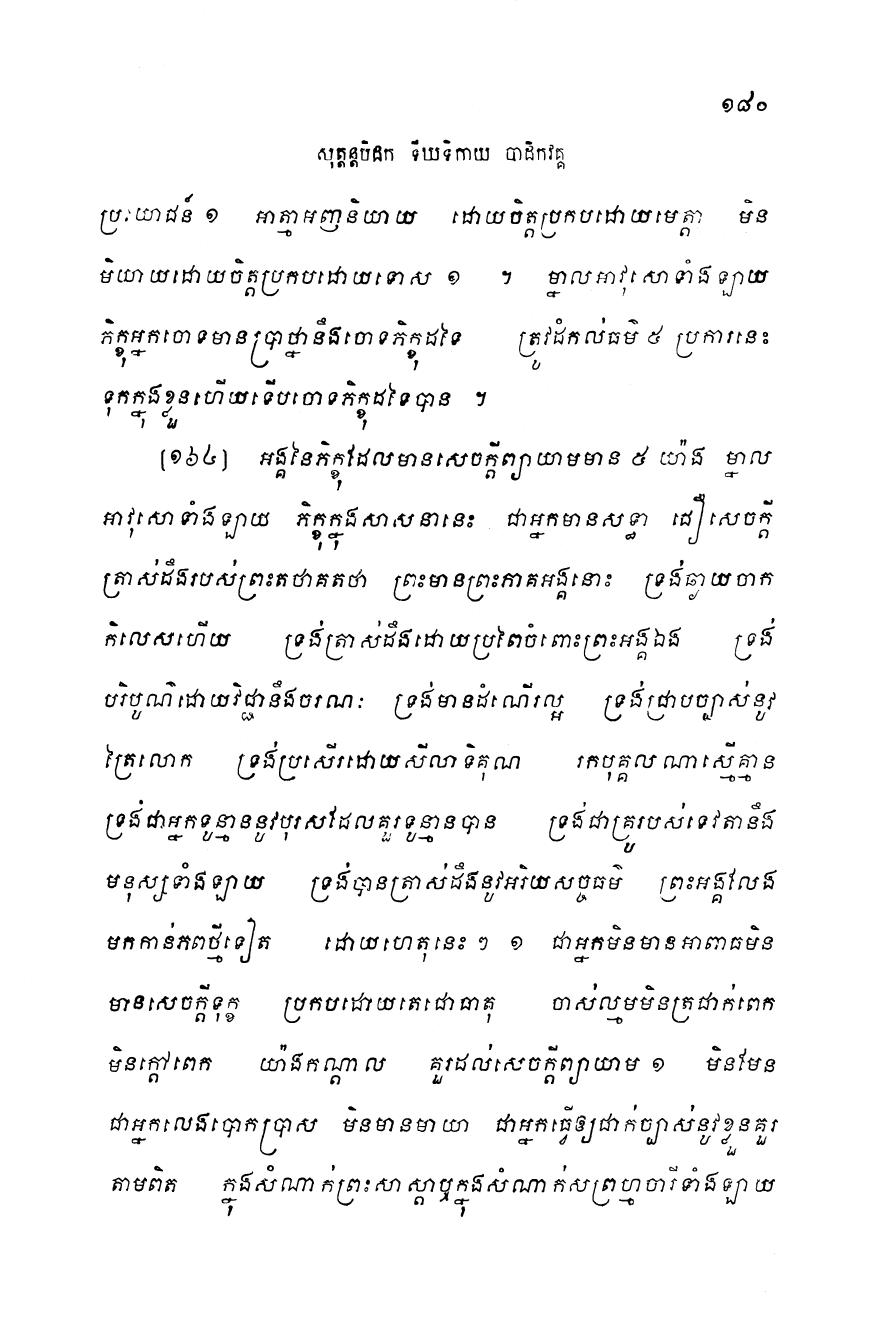 ១៨០
សុត្តន្តបិដក ទីឃនិកាយ បាដិកវគ្គ
ប្រយោជន៍ ១ អាត្មាអញនិយាយ ដោយចិត្តប្រកបដោយមេត្តា មិន
និយាយដោយចិត្តប្រកបដោយទោស ១ ។ ម្នាលអាវុសោទាំងឡាយ
ភិក្ខុអ្នកចោទមានប្រាថ្នានឹងចោទភិក្ខុដទៃ ត្រូវដំកល់ធម៌ ៥ ប្រការនេះ
ទុកក្នុងខ្លួនហើយទើបចោទភិក្ខុដទៃបាន ។
[១៦៤] អង្គនៃភិក្ខុដែលមានសេចក្តីព្យាយាមមាន ៥ យ៉ាង ម្នាល
អាវុសោទាំងឡាយ ភិក្ខុក្នុងសាសនានេះ ជាអ្នកមានសទ្ធា ជឿសេចក្តី
ត្រាស់ដឹងរបស់ព្រះតថាគតថា ព្រះមានព្រះភាគអង្គនោះ ទ្រង់ឆ្ងាយចាក
កិលេសហើយ ទ្រង់ត្រាស់ដឹងដោយប្រពៃចំពោះព្រះអង្គឯង ទ្រង់
បរិបូណ៌ដោយវិជ្ជានឹងចរណៈ ទ្រង់មានដំណើរល្អ ទ្រង់ជ្រាបច្បាស់នូវ
ត្រៃលោក ទ្រង់ប្រសើរដោយសីលាទិគុណ រកបុគ្គលណាស្មើគ្មាន
ទ្រង់ជាអ្នកទូន្មាននូវបុរសដែលគួរទូន្មានបាន ទ្រង់ជាគ្រូរបស់ទេវតានឹង
មនុស្សទាំងឡាយ ទ្រង់បានត្រាស់ដឹងនូវអរិយសច្ចធម៌ ព្រះអង្គលែង
មកកាន់ភពថ្មីទៀត ដោយហេតុនេះ ៗ ១ ជាអ្នកមិនមានអាពាធមិន
មានសេចក្តីទុក្ខ ប្រកបដោយតេជោធាតុ ចាស់ល្មមមិនត្រជាក់ពេក
មិនក្តៅពេក យ៉ាងកណ្តាល គួរដល់សេចក្តីព្យាយាម ១ មិនមែន
ជាអ្នកលេងបោកប្រាស មិនមានមាយា ជាអ្នកធ្វើឲ្យជាក់ច្បាស់នូវខ្លួនគួរ
តាមពិត ក្នុងសំណាក់ព្រះសាស្តាឬក្នុងសំណាក់សព្រហ្មចារីទាំងឡាយ